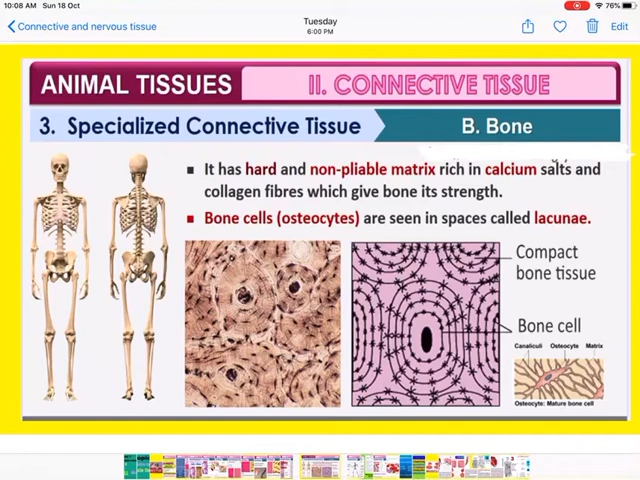 10:08 AM Sun 18 Oct
76%
Connective and nervous tissue
Tuesday
6:00 PM
Edit
ANIMAL TISSUES
II. CONNECTIVE TISSUE
3. Specialized Connective Tissue
B. Bone
It has hard and non-pliable matrix rich in calcium salts and
collagen fibres which give bone its strength.
Bone cells (osteocytes) are seen in spaces called lacunae.
Compact
bone tissue
Bone cell
Canaliculi Osteocyte Matrix
Osteocyte: Mature bone cell